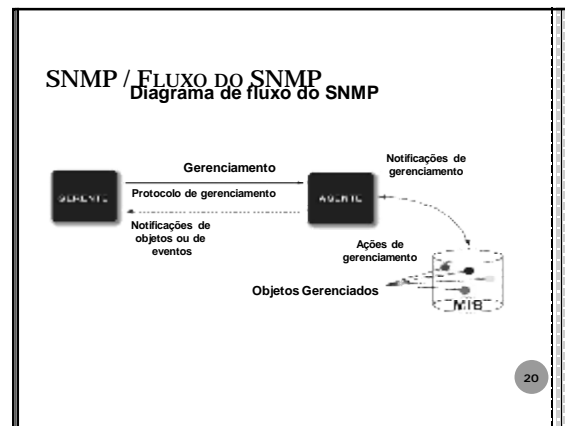 SNMP / FLUXO DO SNMP
Diagrama de fluxo do SNMP
Gerenciamento
Notificações de
gerenciamento
GERENTE
Protocolo de gerenciamento
AGENTE
Notificações de
objetos ou de
eventos
Ações de
gerenciamento
Objetos Gerenciados
MIB
20